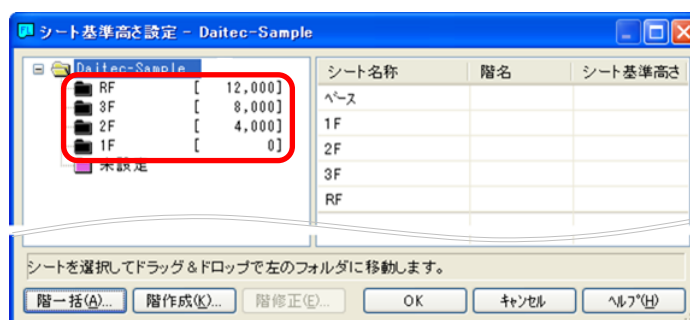 シート基準高さ設定 - Daitec-Sample
Daitec-Sample
RF [ 12,000]
3F [ 8,000]
2F [ 4,000]
1F [ 0]
未設定
シート名称 階名 シート基準高さ
ベース
1F
2F
3F
RF
シートを選択してドラッグ&ドロップで左のフォルダに移動します。
階一括(A)... 階作成(K)... 階修正(E)... OK キャンセル ヘルプ(H)